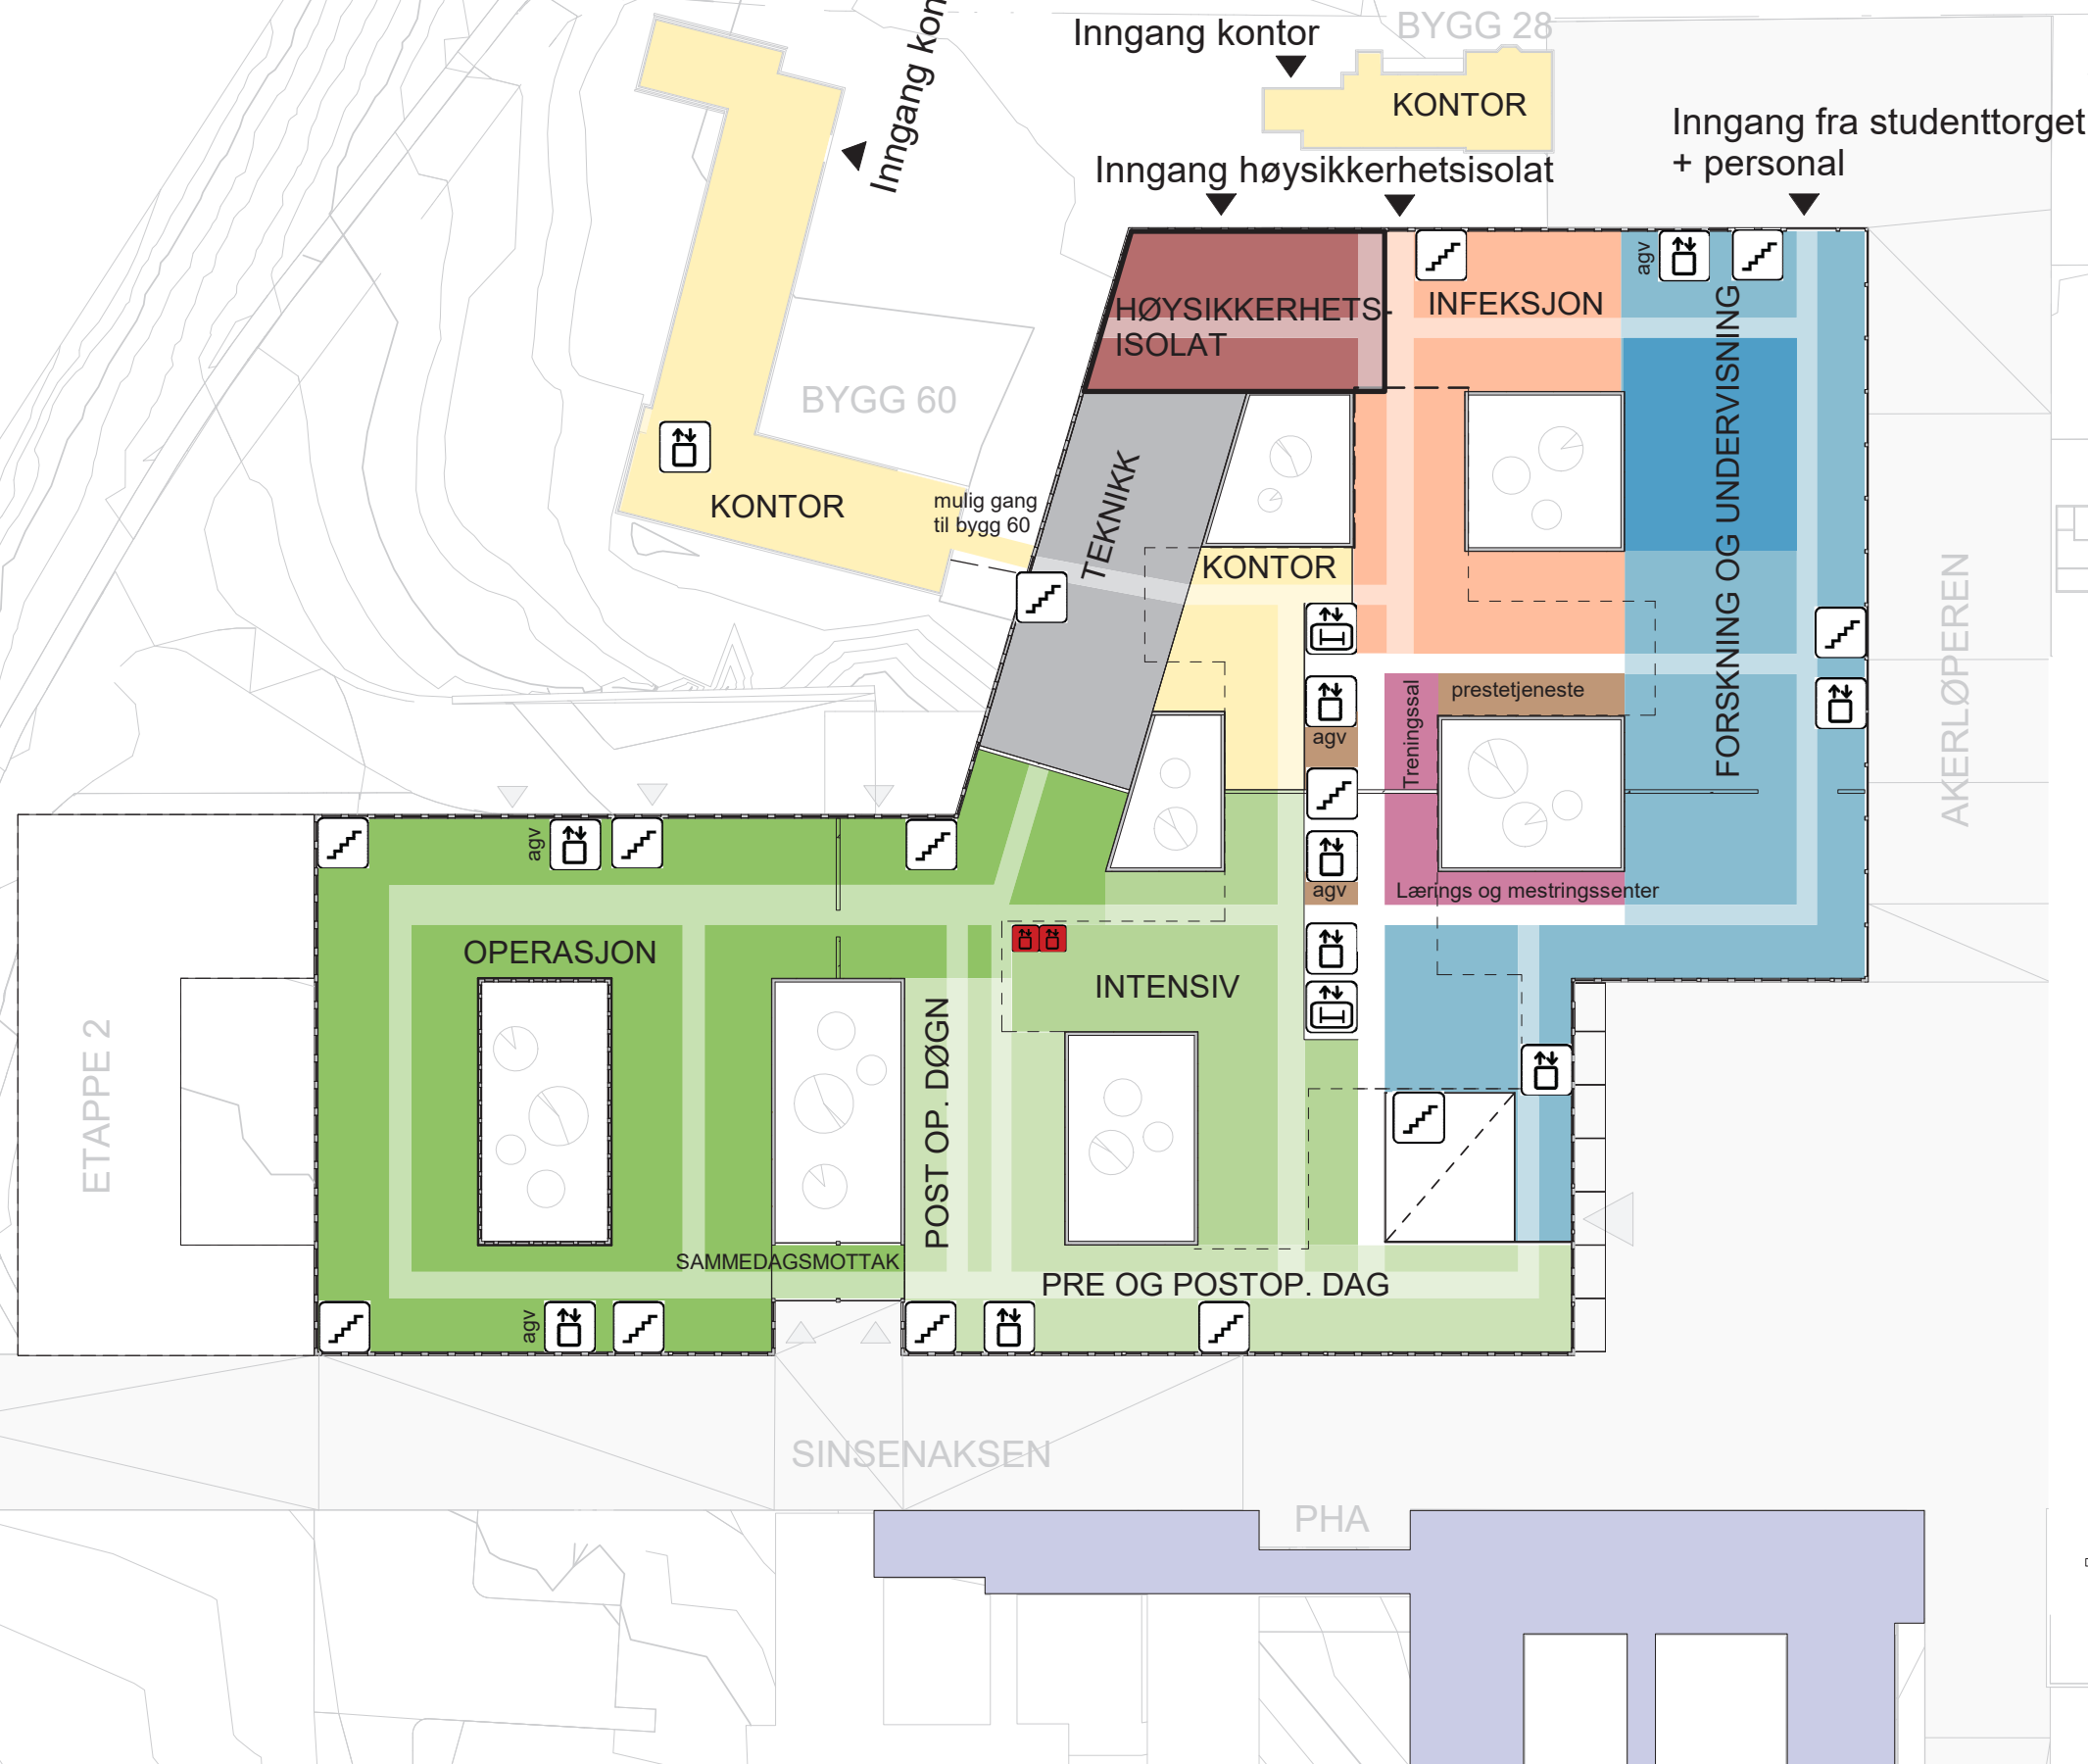 Inngang kontor
BYGG 28
KONTOR
Inngang kon
Inngang fra studenttorget
+ personal
Inngang høysikkerhetsisolat
HØYSIKKERHETS-
ISOLAT
INFEKSJON
agv
FORSKNING OG UNDERVISNING
BYGG 60
KONTOR
mulig gang
til bygg 60
TEKNIKK
KONTOR
AKERLØPEREN
Treningssal
prestetjeneste
agv
agv
Lærings og mestringssenter
agv
OPERASJON
INTENSIV
POST OP. DØGN
ETAPPE 2
SAMMEDAGSMOTTAK
PRE OG POSTOP. DAG
agv
SINSENAKSEN
PHA